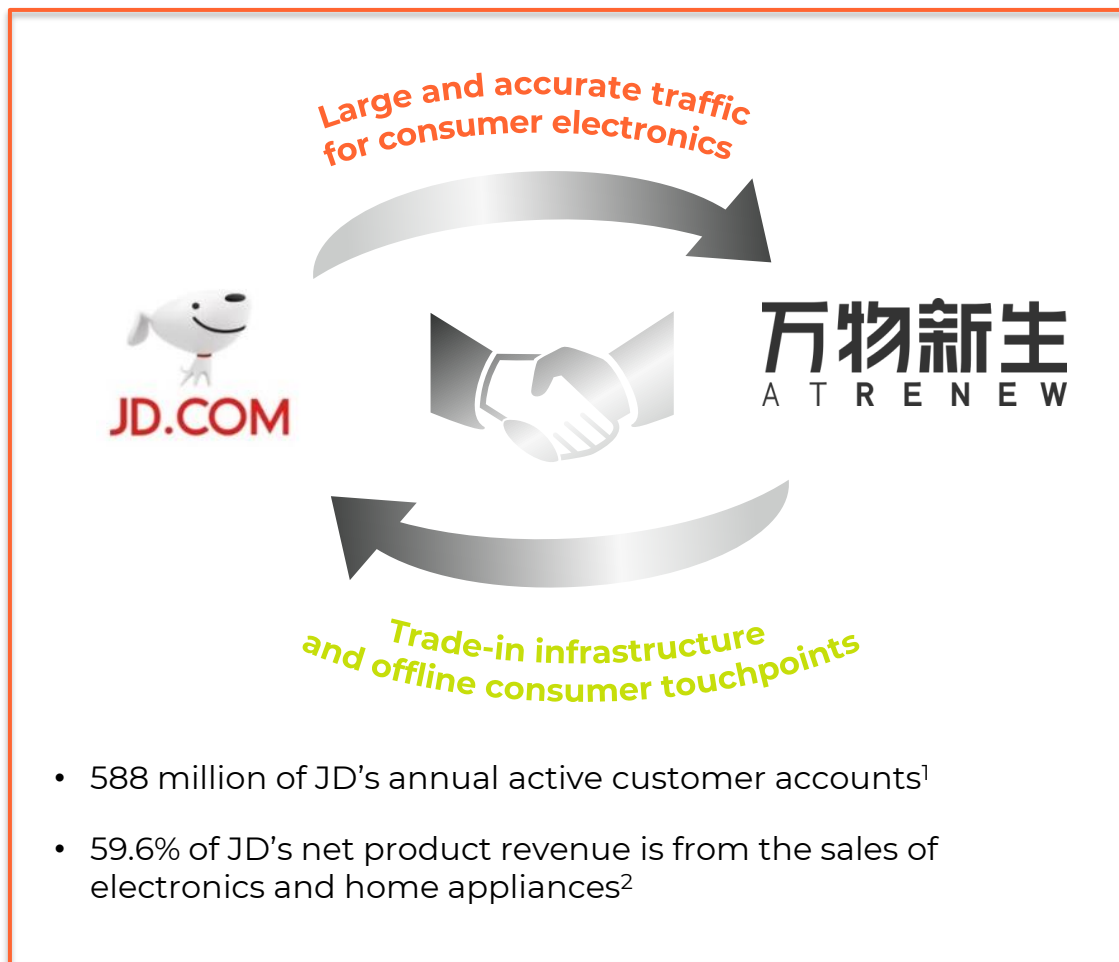 Large and accurate traffic
for consumer electronics
JD.COM
万物新生
ATRENEW
Trade-in infrastructure
and offline consumer touchpoints
• 588 million of JD’s annual active customer accounts¹
• 59.6% of JD’s net product revenue is from the sales of
electronics and home appliances²